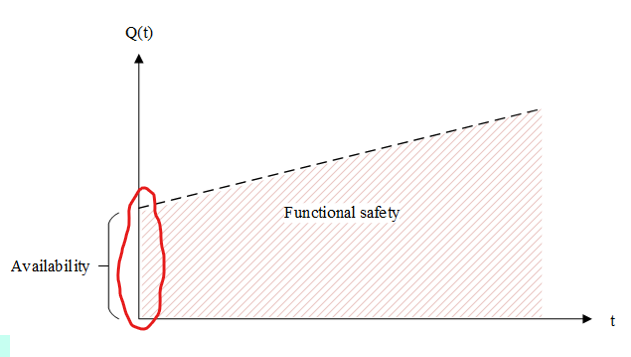 Q(t)
Functional safety
Availability
t